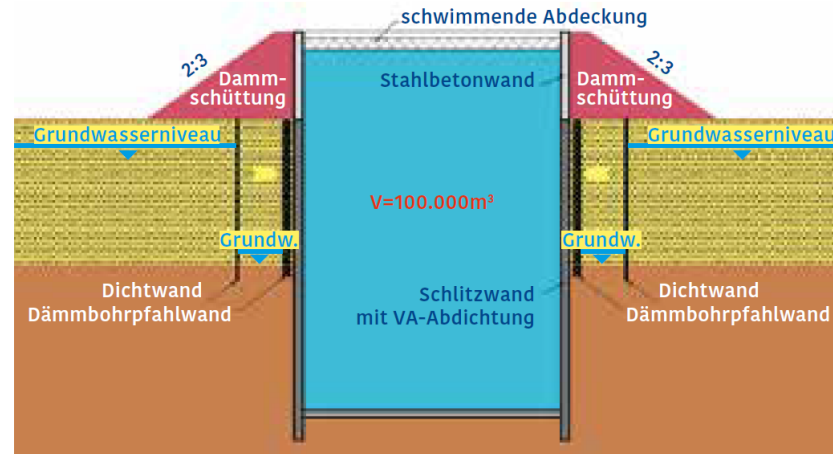 schwimmende Abdeckung
2:3
2:3
Damm-
schüttung
Stahlbetonwand
Damm-
schüttung
Grundwasserniveau
Grundwasserniveau
V=100.000m³
Grundw.
Grundw.
Dichtwand
Dämmbohrpfahlwand
Schlitzwand
mit VA-Abdichtung
Dichtwand
Dämmbohrpfahlwand